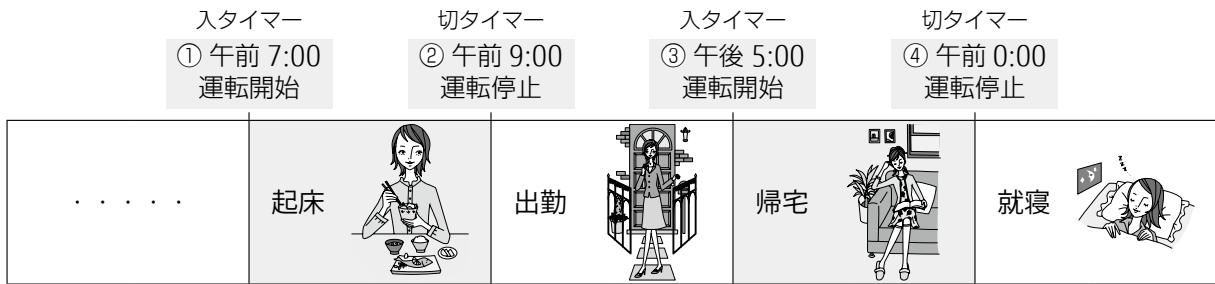 入タイマー
① 午前 7:00
運転開始
切タイマー
② 午前 9:00
運転停止
入タイマー
③ 午後 5:00
運転開始
切タイマー
④ 午前 0:00
運転停止
・・・・・
起床
出勤
帰宅
就寝
z z z